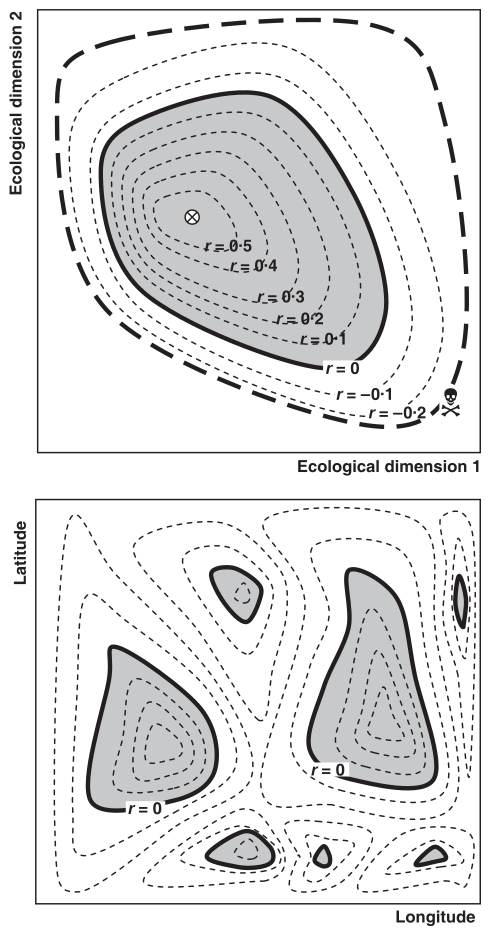 Ecological dimension 2
r = 0·5
r = 0·4
r = 0·3
r = 0·2
r = 0·1
r = 0
r = −0·1
r = −0·2
Ecological dimension 1
Latitude
r = 0
r = 0
Longitude